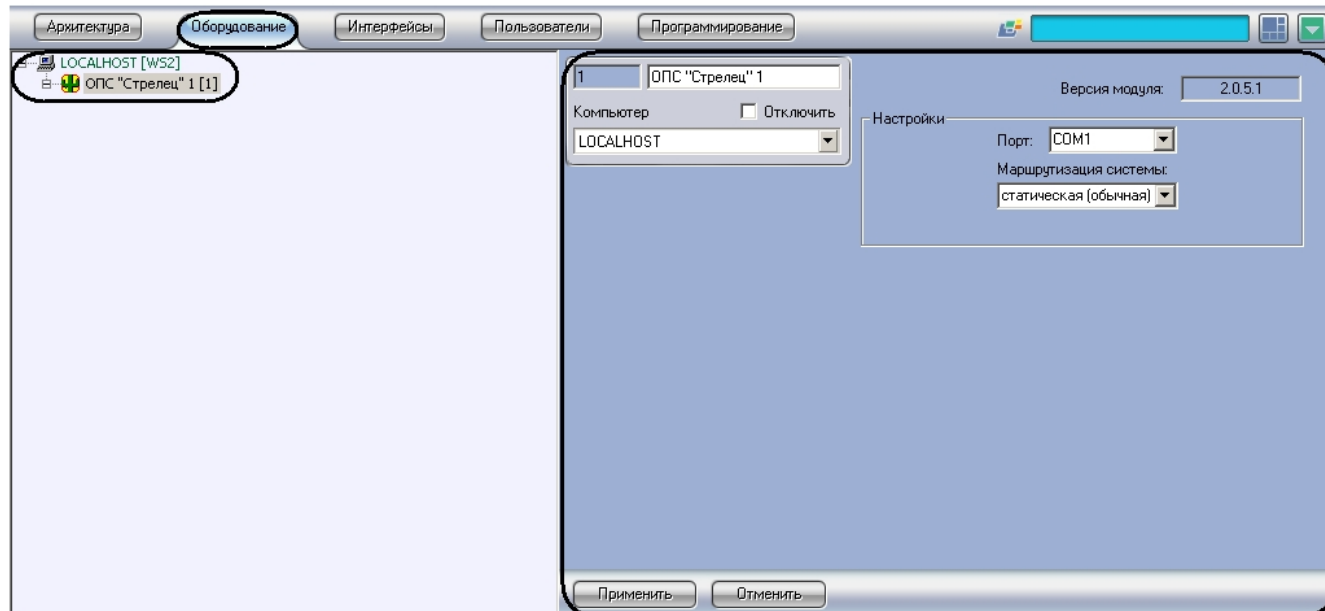 Архитектура Оборудование Интерфейсы Пользователи Программирование
LOCALHOST [WS2]
ОПС "Стрелец" 1 [1]
1 ОПС "Стрелец" 1
Компьютер Отключить
LOCALHOST
Версия модуля: 2.0.5.1
Настройки
Порт: COM1
Маршрутизация системы:
статическая (обычная)
Применить Отменить